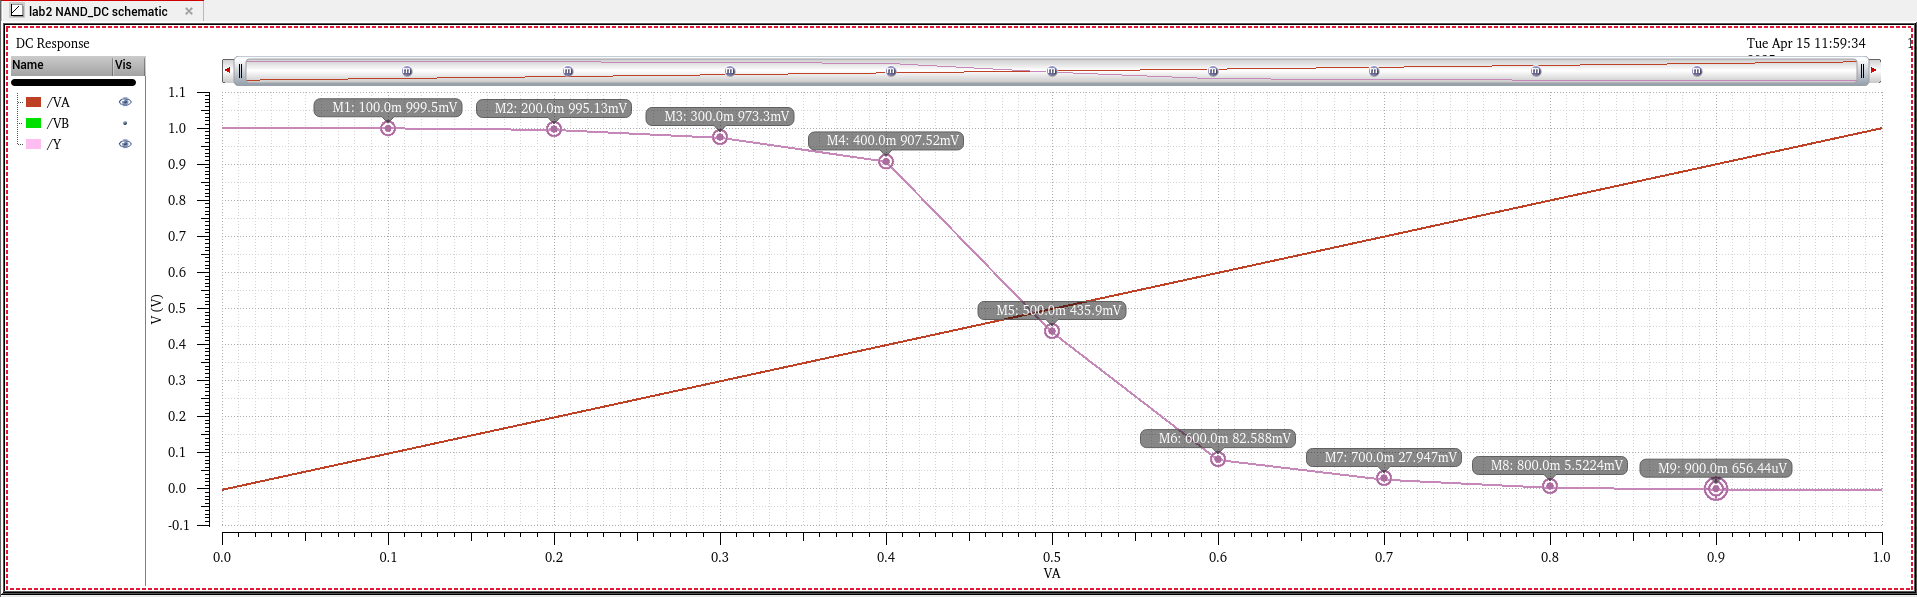 lab2 NAND_DC schematic
DC Response
Tue Apr 15 11:59:34
Name Vis
/VA
/VB
/Y
M1: 100.0m 999.5mV
M2: 200.0m 995.13mV
M3: 300.0m 973.3mV
M4: 400.0m 907.52mV
M5: 500.0m 435.9mV
M6: 600.0m 82.588mV
M7: 700.0m 27.947mV
M8: 800.0m 5.5224mV
M9: 900.0m 656.44uV
V (V)
1.1
1.0
0.9
0.8
0.7
0.6
0.5
0.4
0.3
0.2
0.1
0.0
-0.1
0.0 0.1 0.2 0.3 0.4 0.5 0.6 0.7 0.8 0.9 1.0
VA